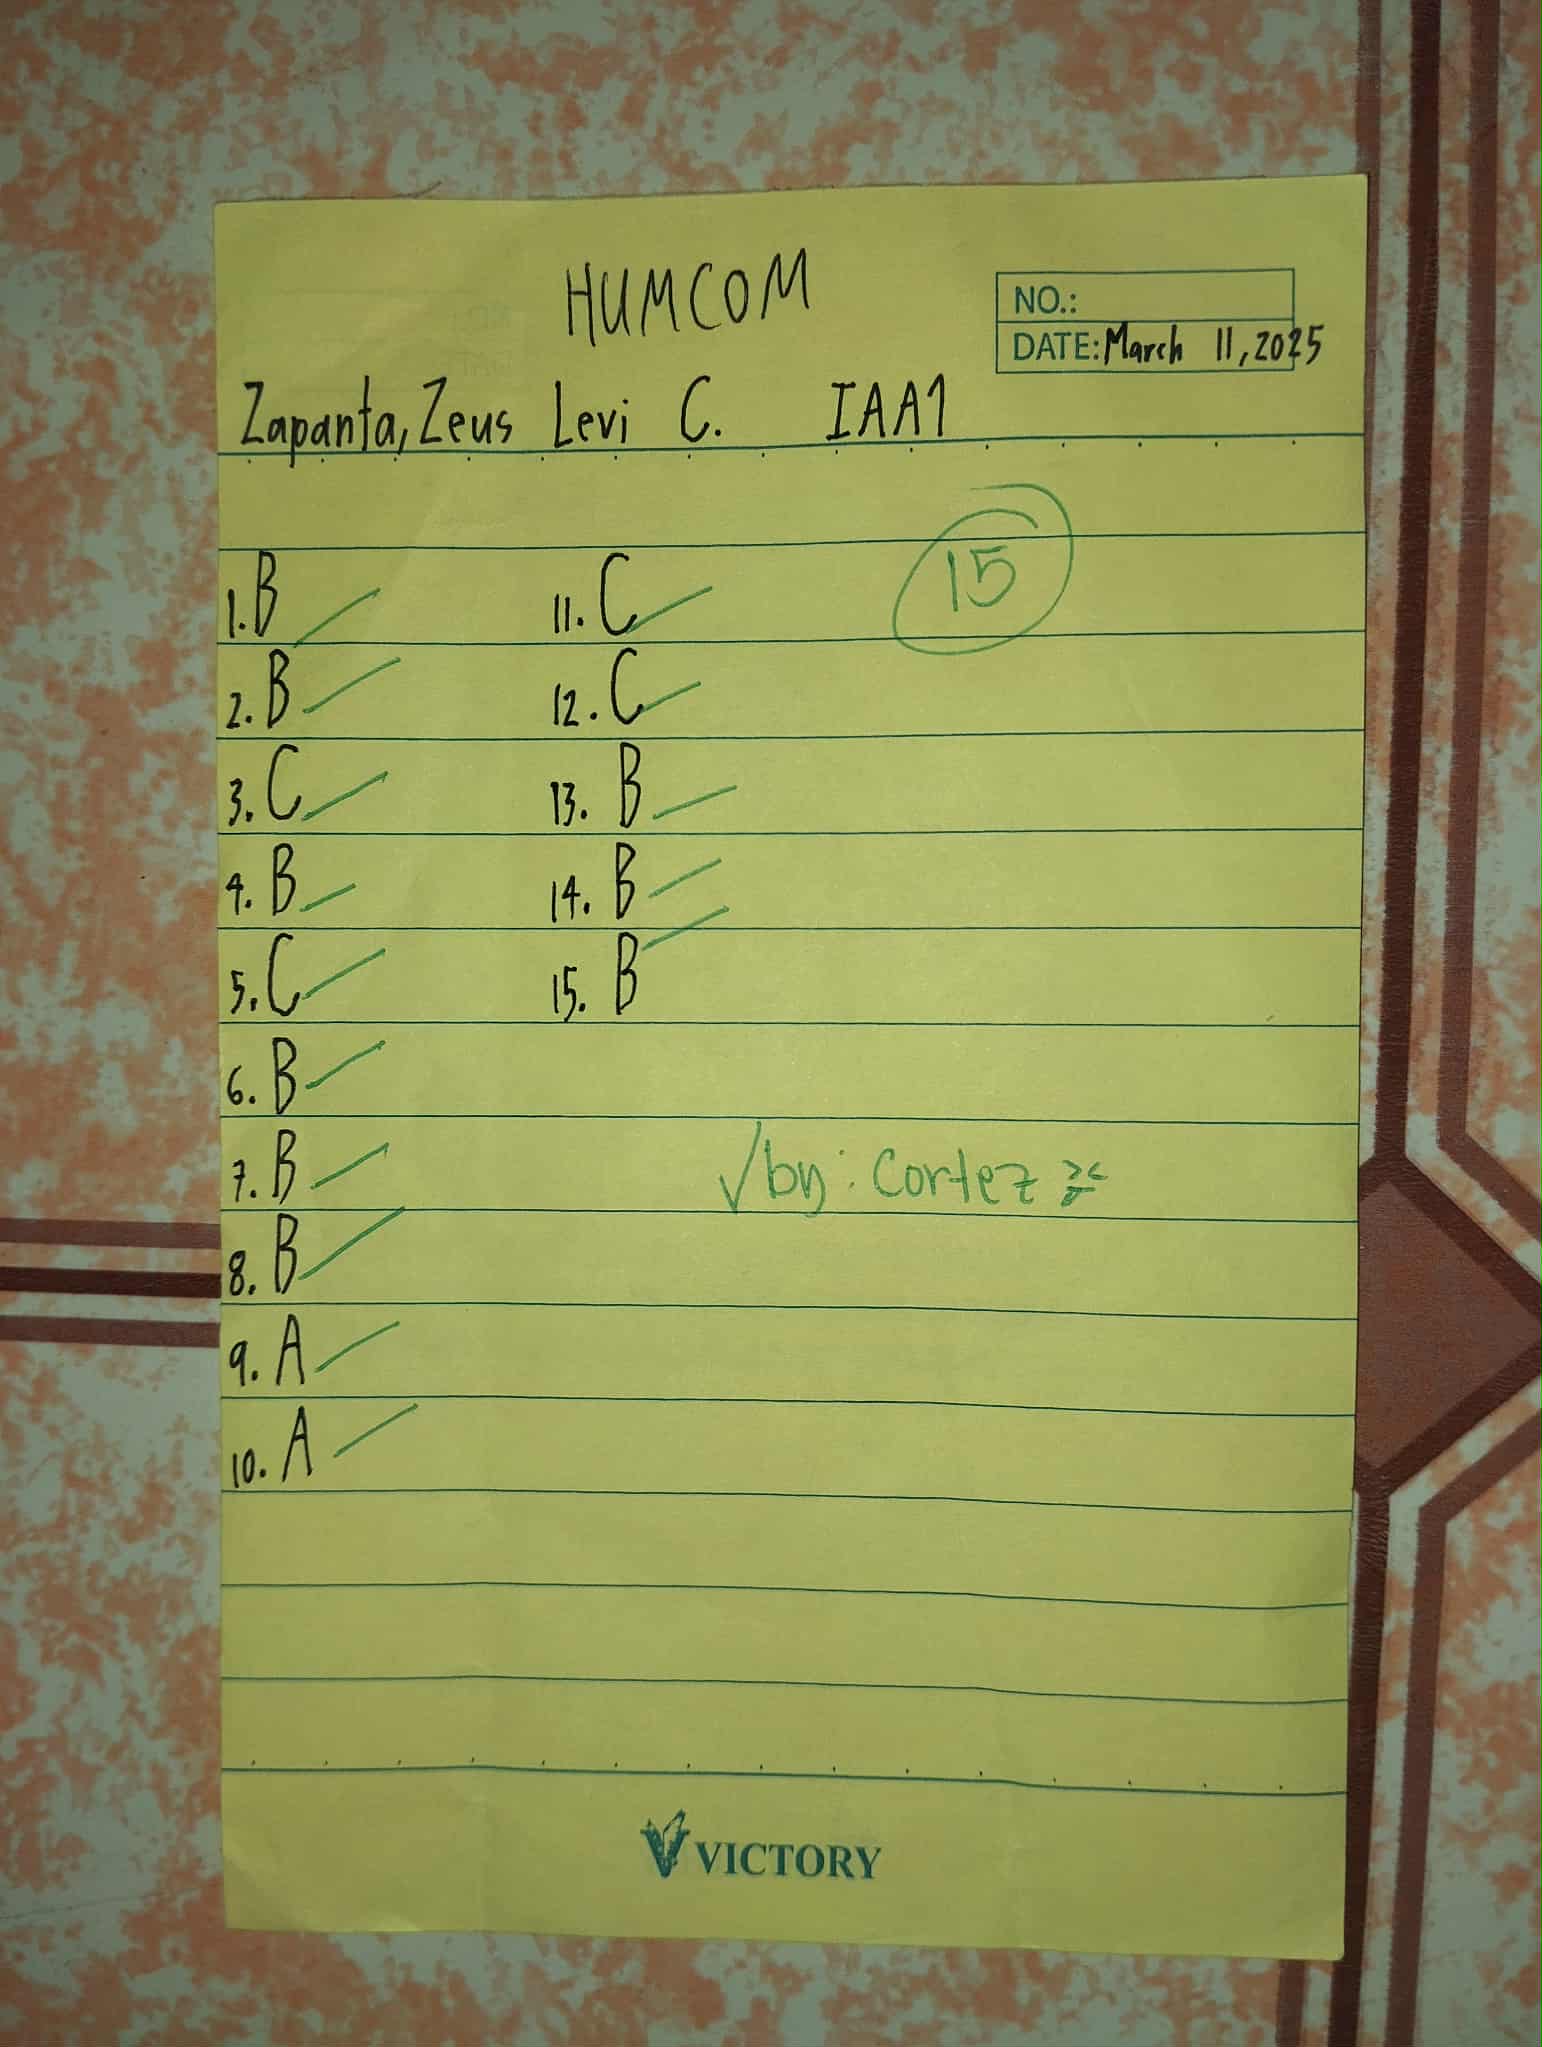 HUMCOM
NO.:
DATE: March 11, 2025
Zapanta, Zeus Levi C. IAA1
15
1. B
2. B
3. C
4. B
5. C
6. B
7. B
8. B
9. A
10. A
11. C
12. C
13. B
14. B
15. B
√by: Cortez
VICTORY